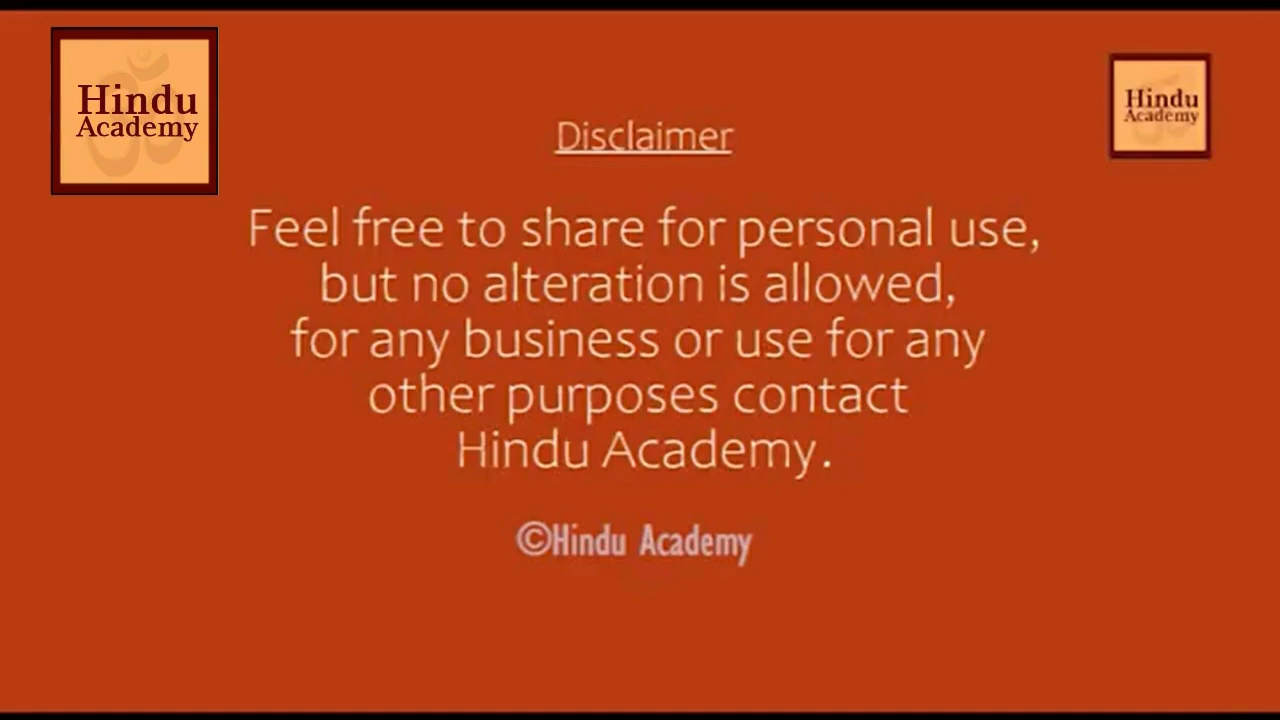 Hindu
Academy
Hindu
Academy
Disclaimer
Feel free to share for personal use,
but no alteration is allowed,
for any business or use for any
other purposes contact
Hindu Academy.
©Hindu Academy